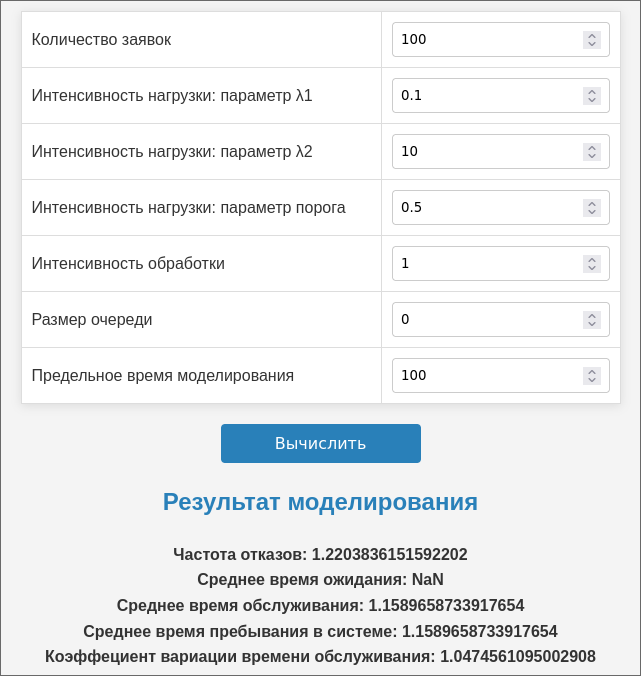 Количество заявок 100
Интенсивность нагрузки: параметр λ1 0.1
Интенсивность нагрузки: параметр λ2 10
Интенсивность нагрузки: параметр порога 0.5
Интенсивность обработки 1
Размер очереди 0
Предельное время моделирования 100
Вычислить
Результат моделирования
Частота отказов: 1.2203836151592202
Среднее время ожидания: NaN
Среднее время обслуживания: 1.1589658733917654
Среднее время пребывания в системе: 1.1589658733917654
Коэффециент вариации времени обслуживания: 1.0474561095002908